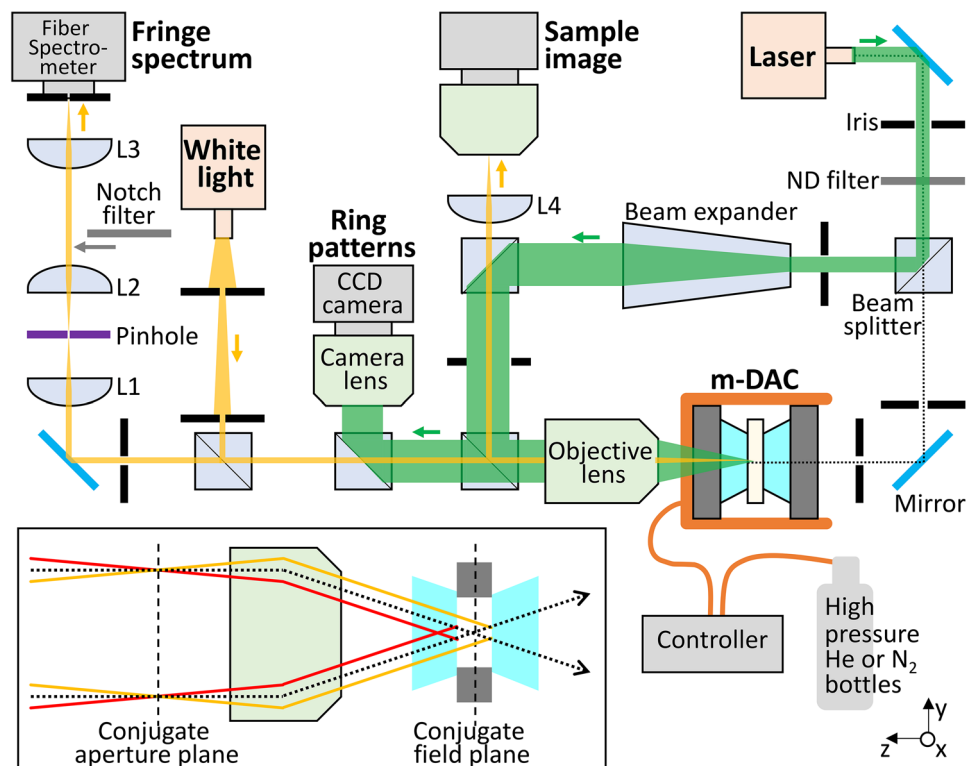 Fiber
Spectro-
meter
Fringe
spectrum
L3
Notch
filter
L2
Pinhole
L1
White
light
Ring
patterns
CCD
camera
Camera
lens
Sample
image
L4
Beam expander
Laser
Iris
ND filter
Beam
splitter
m-DAC
Objective
lens
Mirror
Controller
High
pressure
He or N₂
bottles
y
z
x
Conjugate
aperture plane
Conjugate
field plane